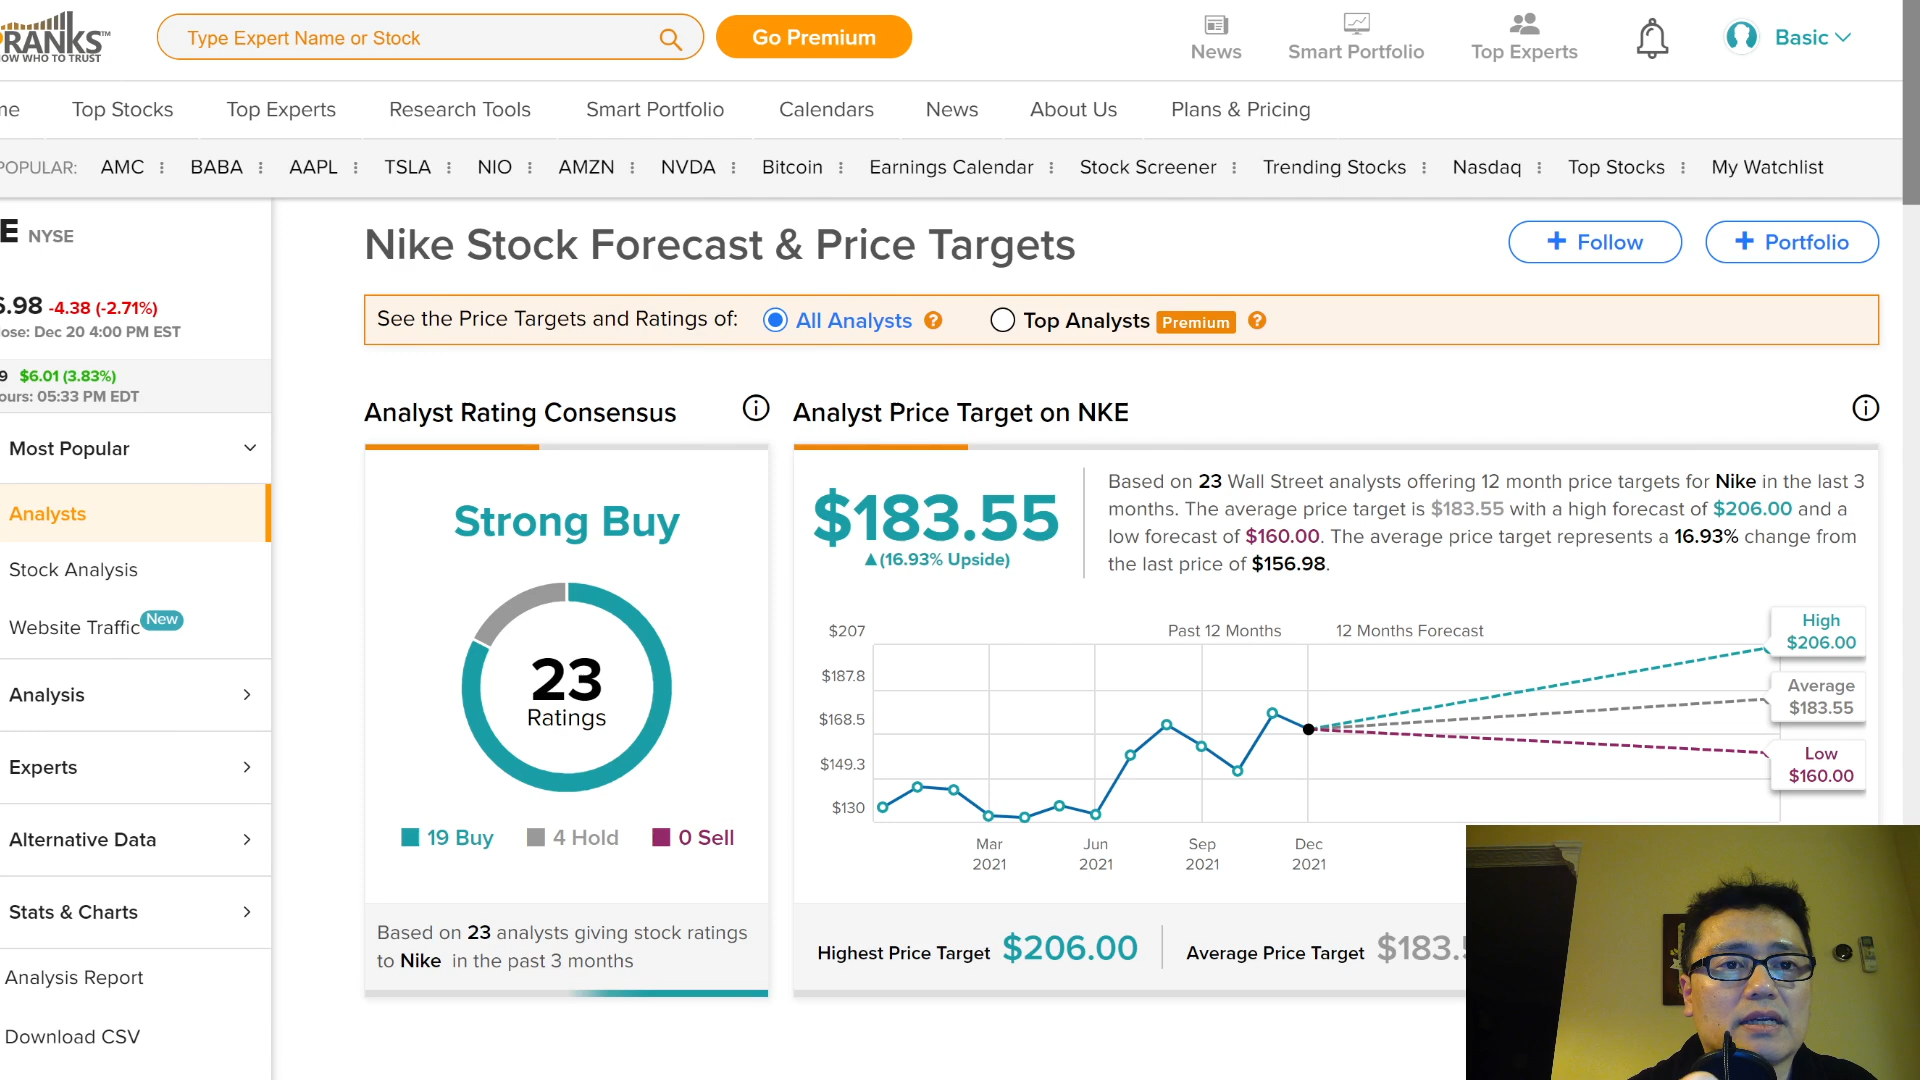 RANKS™
OW WHO TO TRUST
Type Expert Name or Stock
Go Premium
News
Smart Portfolio
Top Experts
Basic
me
Top Stocks
Top Experts
Research Tools
Smart Portfolio
Calendars
News
About Us
Plans & Pricing
POPULAR: AMC BABA AAPL TSLA NIO AMZN NVDA Bitcoin Earnings Calendar Stock Screener Trending Stocks Nasdaq Top Stocks My Watchlist
E NYSE
6.98 -4.38 (-2.71%)
ose: Dec 20 4:00 PM EST
9 $6.01 (3.83%)
ours: 05:33 PM EDT
Most Popular
Analysts
Stock Analysis
Website Traffic New
Analysis
Experts
Alternative Data
Stats & Charts
Analysis Report
Download CSV
Nike Stock Forecast & Price Targets
+ Follow
+ Portfolio
See the Price Targets and Ratings of: All Analysts ? Top Analysts Premium ?
Analyst Rating Consensus
Strong Buy
23
Ratings
19 Buy 4 Hold 0 Sell
Based on 23 analysts giving stock ratings
to Nike in the past 3 months
Analyst Price Target on NKE
$183.55
▲(16.93% Upside)
Based on 23 Wall Street analysts offering 12 month price targets for Nike in the last 3
months. The average price target is $183.55 with a high forecast of $206.00 and a
low forecast of $160.00. The average price target represents a 16.93% change from
the last price of $156.98.
Past 12 Months
12 Months Forecast
$207
$187.8
$168.5
$149.3
$130
Mar
2021
Jun
2021
Sep
2021
Dec
2021
High
$206.00
Average
$183.55
Low
$160.00
Highest Price Target $206.00
Average Price Target $183.5